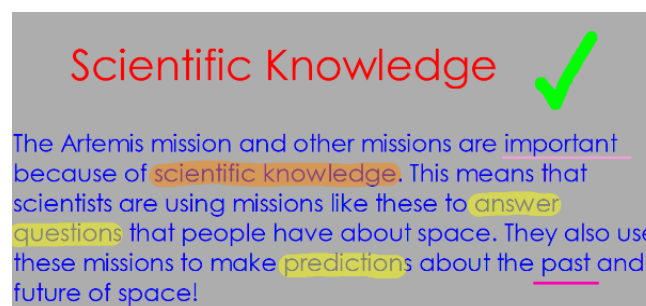 Scientific Knowledge
The Artemis mission and other missions are important
because of scientific knowledge. This means that
scientists are using missions like these to answer
questions that people have about space. They also use
these missions to make predictions about the past and
future of space!